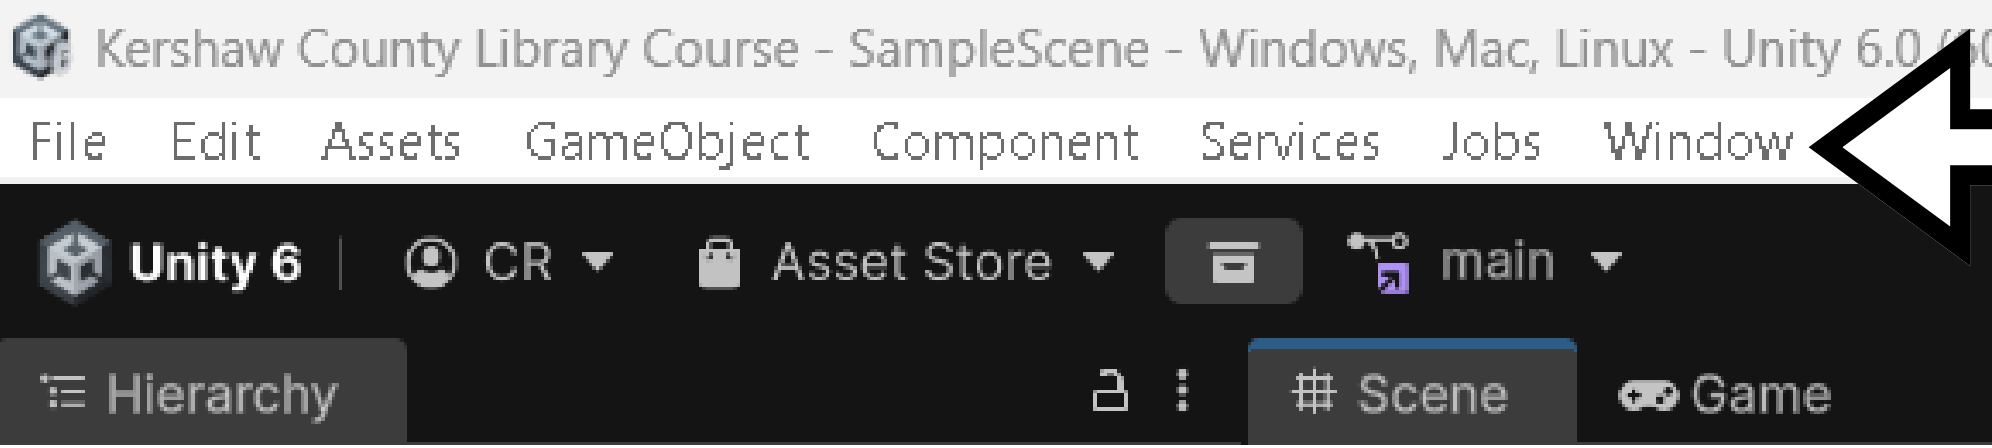 Kershaw County Library Course - SampleScene - Windows, Mac, Linux - Unity 6.0
File Edit Assets GameObject Component Services Jobs Window
Unity 6 CR Asset Store main
Hierarchy Scene Game